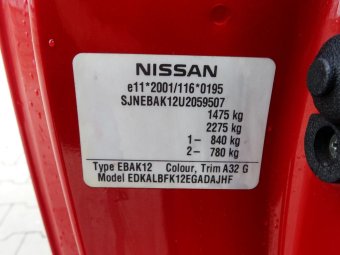 NISSAN
e11*2001/116*0195
SJNEBAK12U2059507
1475 kg
2275 kg
1- 840 kg
2- 780 kg
Type EBAK12 Colour, Trim A32 G
Model EDKALBFK12EGADAJHF